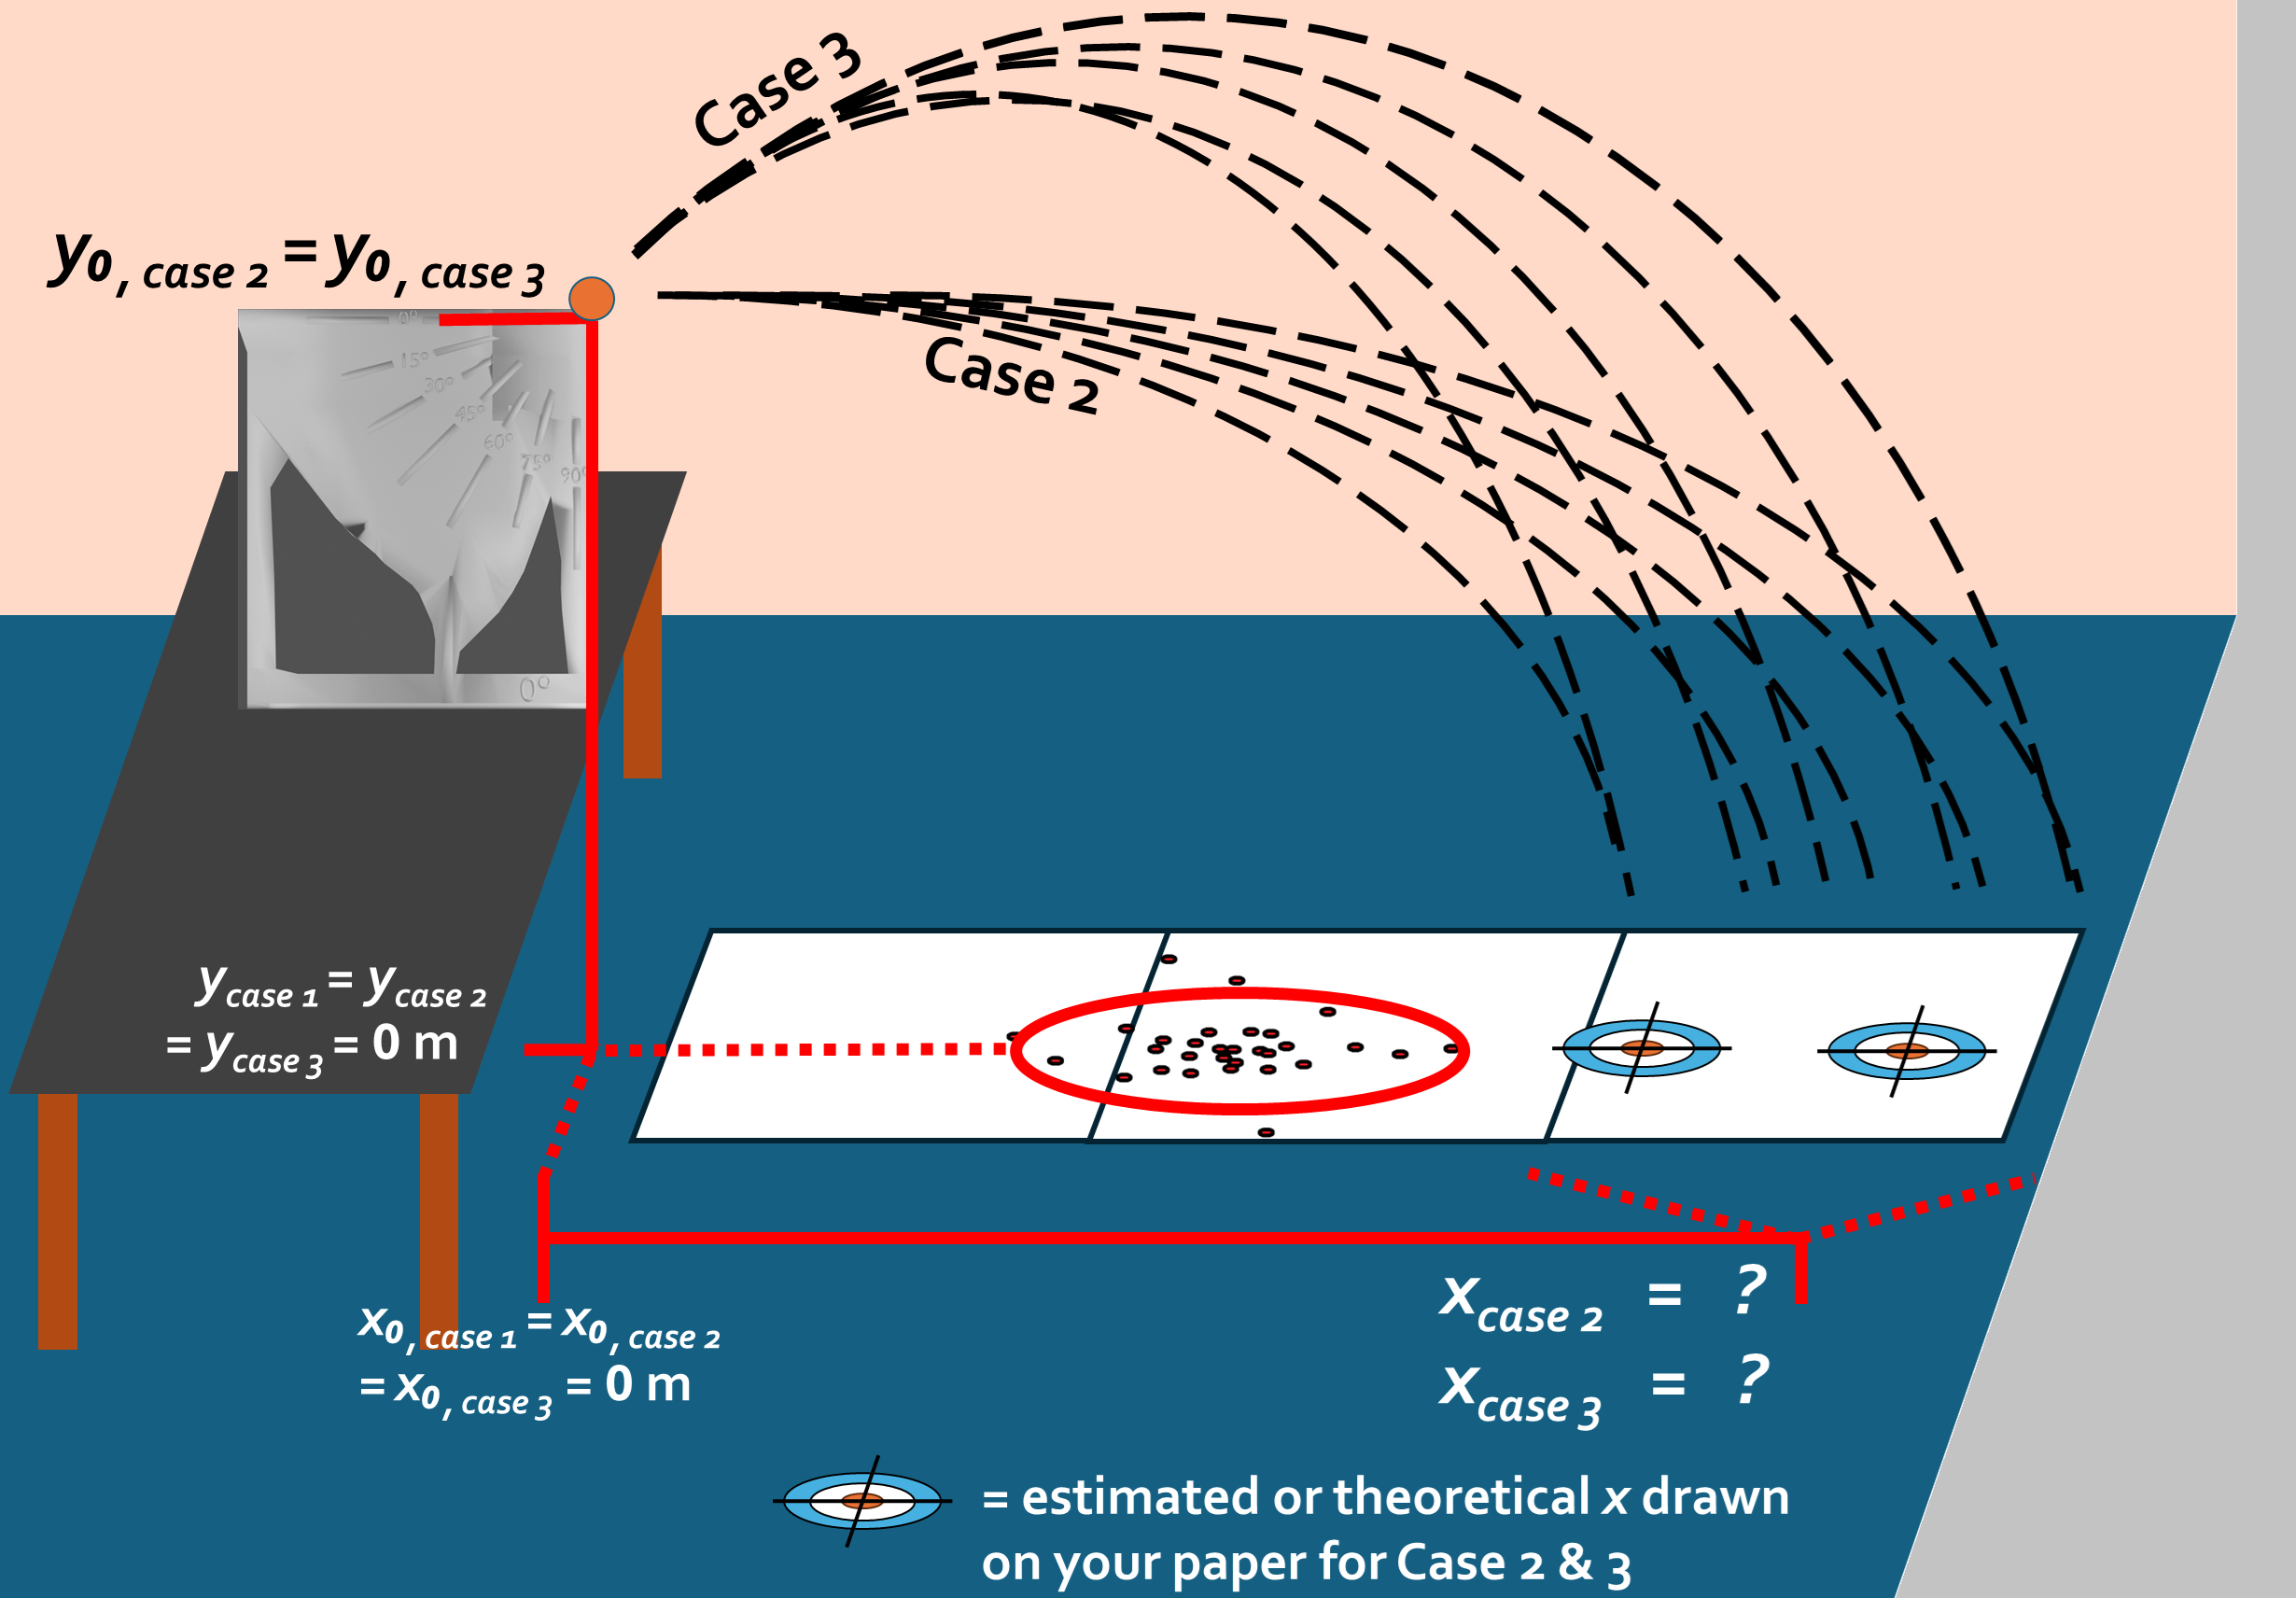 Case 3
y0, case 2 = y0, case 3
0°
15°
30°
45°
60°
75°
90°
Case 2
0°
ycase 1 = ycase 2
= ycase 3 = 0 m
x0, case 1 = x0, case 2
= x0, case 3 = 0 m
xcase 2 = ?
xcase 3 = ?
= estimated or theoretical x drawn
on your paper for Case 2 & 3